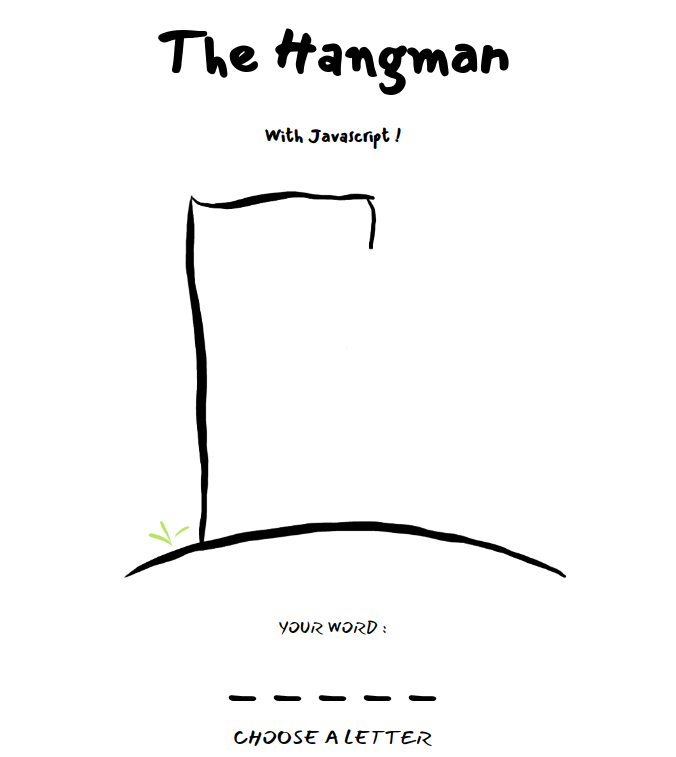 The Hangman
With Javascript !
YOUR WORD :
_ _ _ _ _
CHOOSE A LETTER